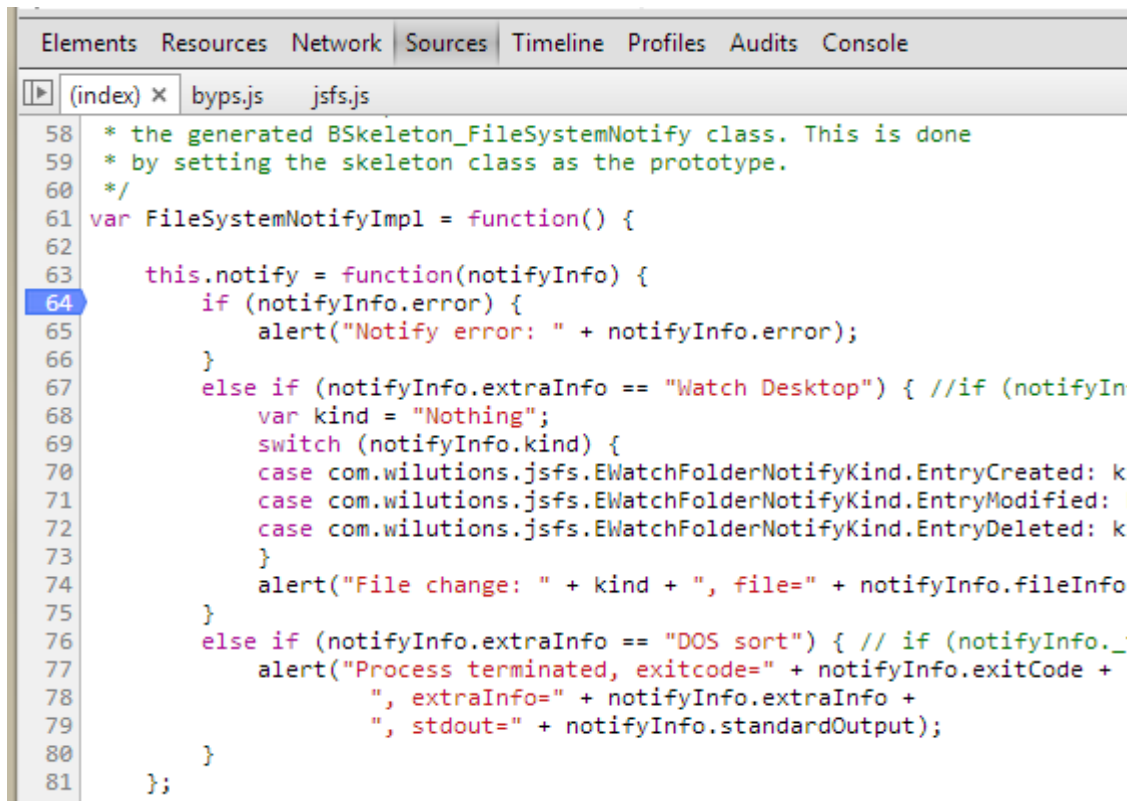 Elements Resources Network Sources Timeline Profiles Audits Console
(index) × byps.js jsfs.js
58 * the generated BSkeleton_FileSystemNotify class. This is done
59 * by setting the skeleton class as the prototype.
60 */
61 var FileSystemNotifyImpl = function() {
62
63 this.notify = function(notifyInfo) {
64 if (notifyInfo.error) {
65 alert("Notify error: " + notifyInfo.error);
66 }
67 else if (notifyInfo.extraInfo == "Watch Desktop") { //if (notifyIn
68 var kind = "Nothing";
69 switch (notifyInfo.kind) {
70 case com.wilutions.jsfs.EWatchFolderNotifyKind.EntryCreated: k
71 case com.wilutions.jsfs.EWatchFolderNotifyKind.EntryModified:
72 case com.wilutions.jsfs.EWatchFolderNotifyKind.EntryDeleted: k
73 }
74 alert("File change: " + kind + ", file=" + notifyInfo.fileInfo
75 }
76 else if (notifyInfo.extraInfo == "DOS sort") { // if (notifyInfo._
77 alert("Process terminated, exitcode=" + notifyInfo.exitCode +
78 ", extraInfo=" + notifyInfo.extraInfo +
79 ", stdout=" + notifyInfo.standardOutput);
80 }
81 };